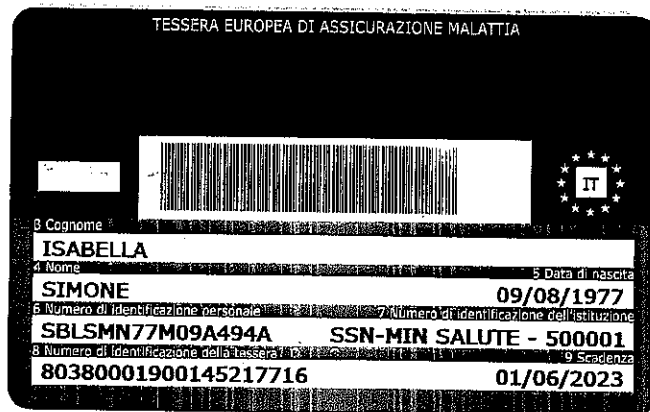 TESSERA EUROPEA DI ASSICURAZIONE MALATTIA
IT
3 Cognome
ISABELLA
4 Nome
5 Data di nascita
SIMONE
09/08/1977
6 Numero di identificazione personale
7 Numero di identificazione dell'istituzione
SBLSMN77M09A494A
SSN-MIN SALUTE - 500001
8 Numero di identificazione della tessera
9 Scadenza
80380001900145217716
01/06/2023